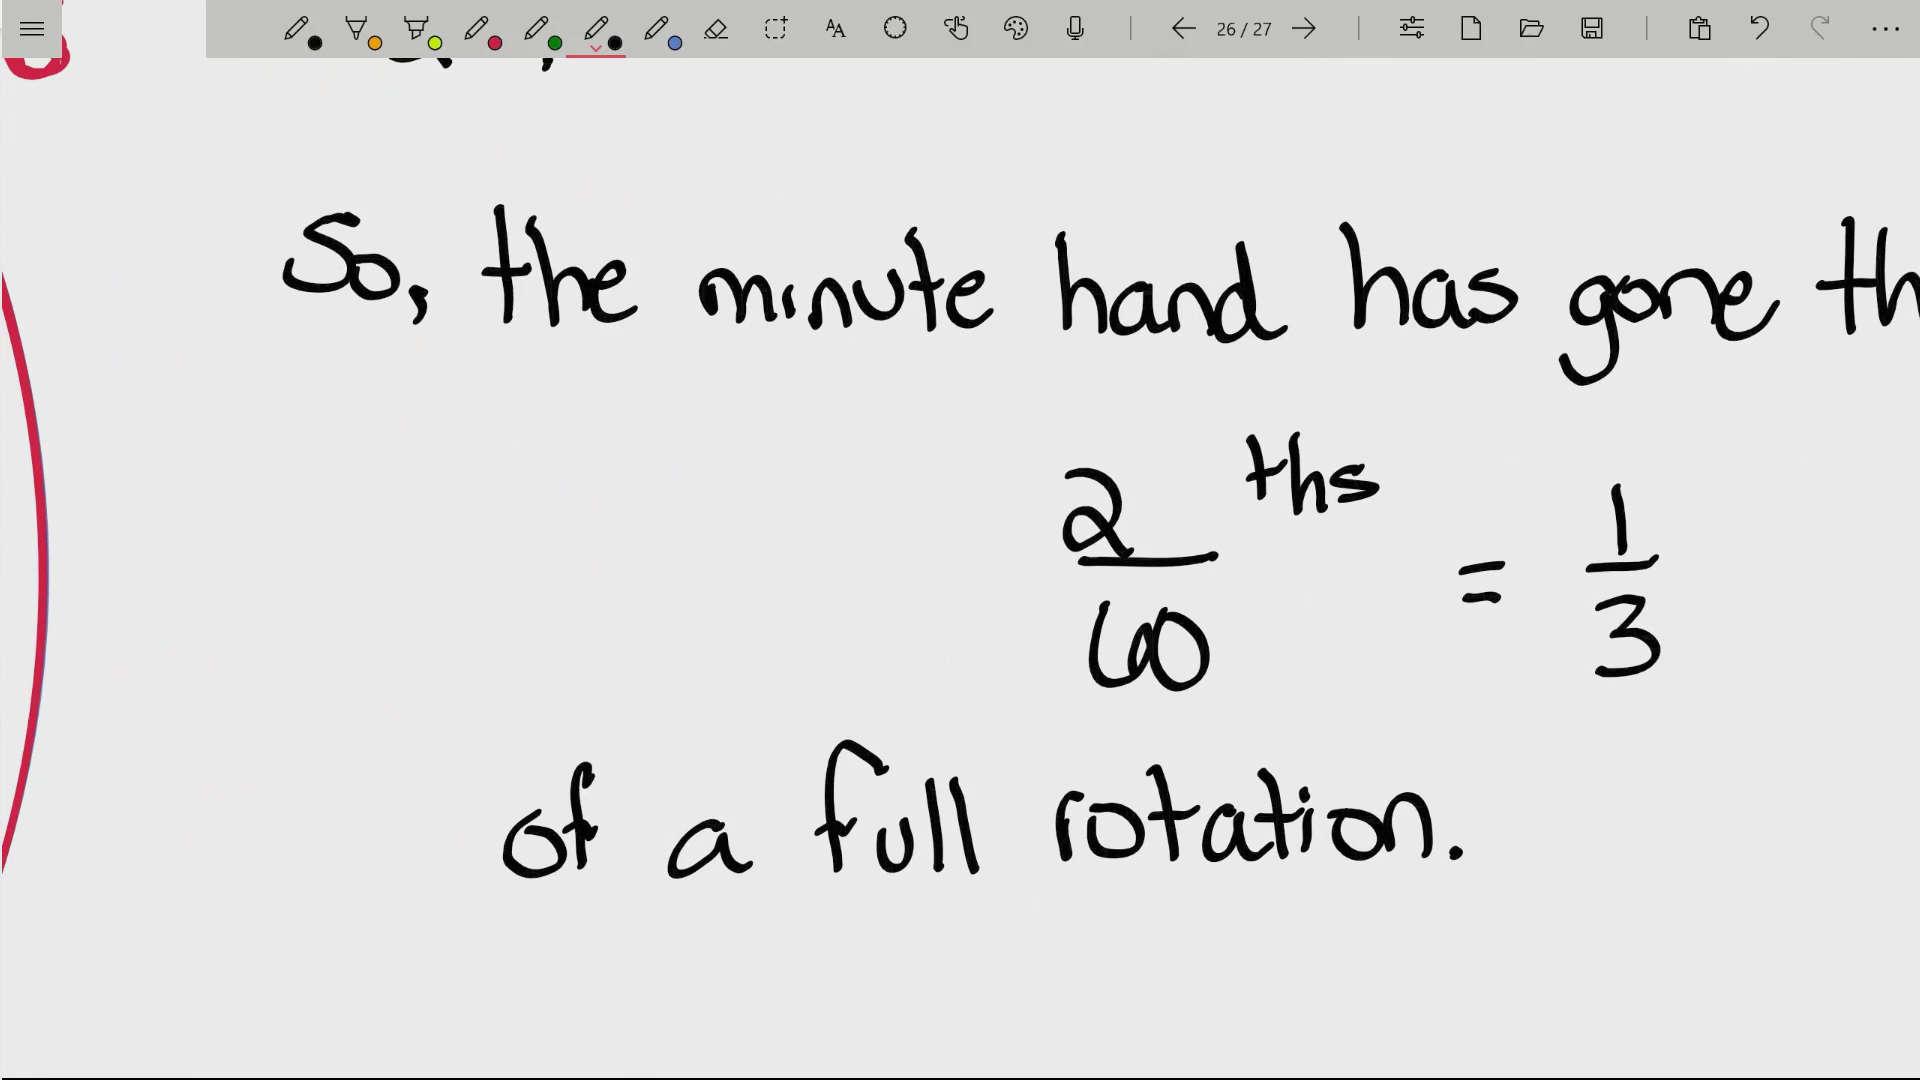 26 / 27
So, the minute hand has gone th
2/60 ths = 1/3
of a full rotation.